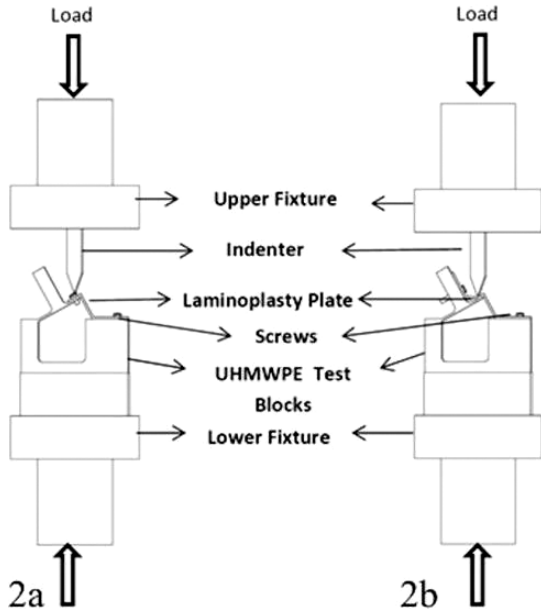 Load
Load
Upper Fixture
Indenter
Laminoplasty Plate
Screws
UHMWPE Test
Blocks
Lower Fixture
2a
2b